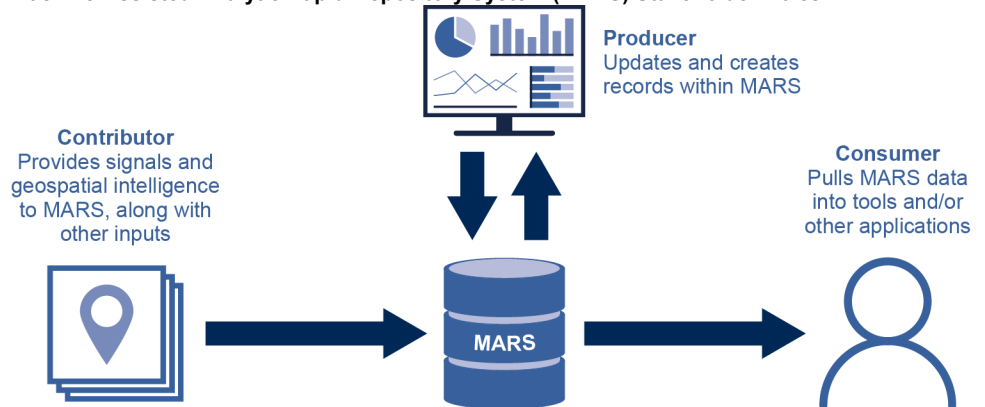 Producer
Updates and creates
records within MARS
Contributor
Provides signals and
geospatial intelligence
to MARS, along with
other inputs
Consumer
Pulls MARS data
into tools and/or
other applications
MARS